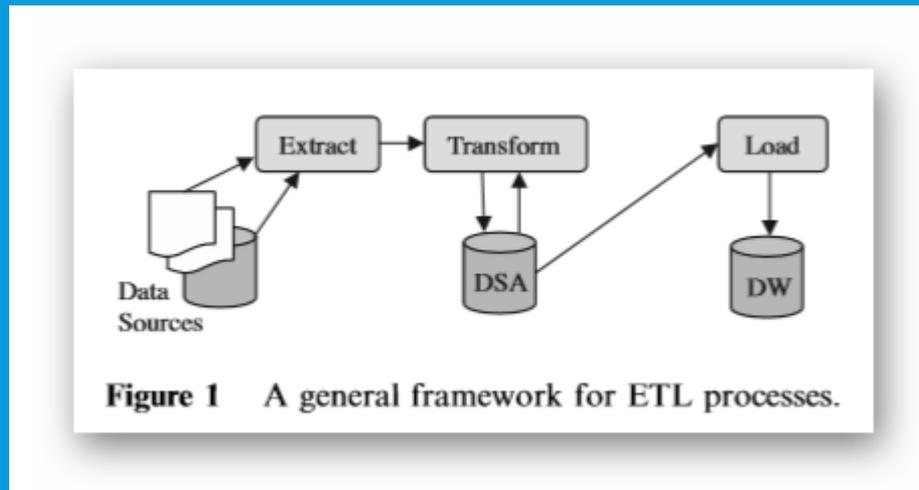 Extract
Transform
Load
DSA
DW
Data
Sources
Figure 1 A general framework for ETL processes.